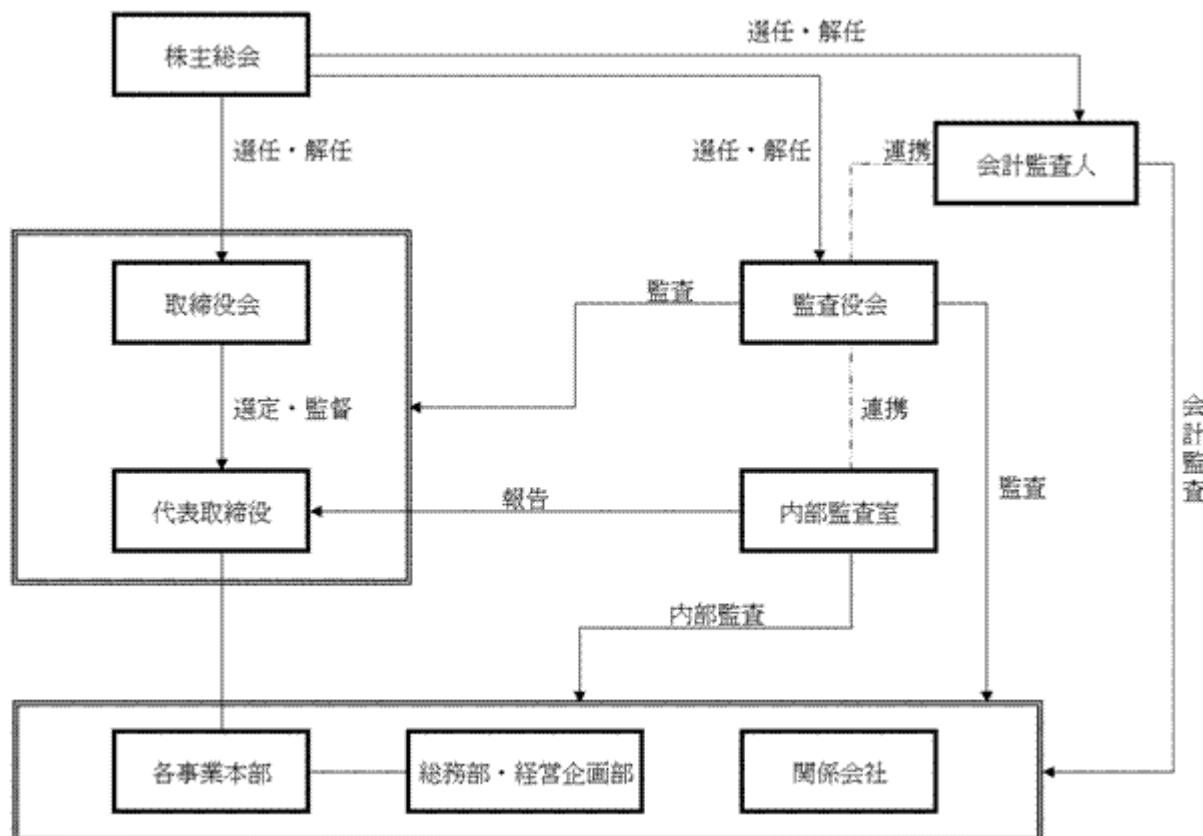 株主総会
選任・解任
選任・解任
選任・解任
連携
会計監査人
取締役会
監査
監査役会
選定・監督
連携
会計監査
代表取締役
報告
内部監査室
監査
内部監査
各事業本部
総務部・経営企画部
関係会社